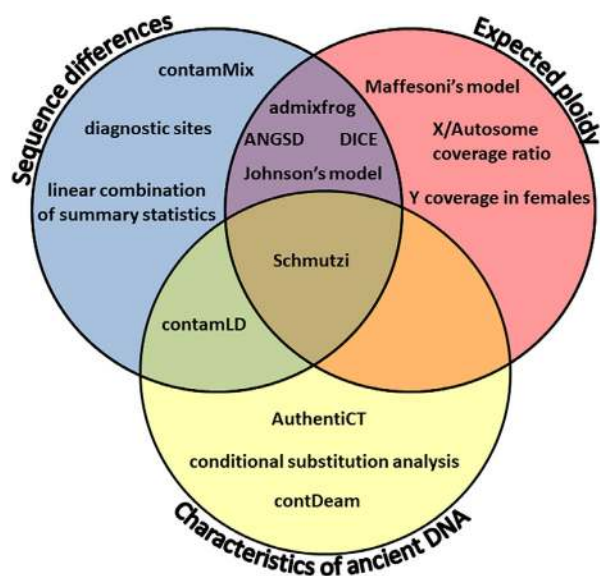 Sequence differences
Expected ploidy
contamMix
diagnostic sites
linear combination
of summary statistics
admixfrog
ANGSD DICE
Johnson's model
Maffesoni's model
X/Autosome
coverage ratio
Y coverage in females
Schmutzi
contamLD
AuthentiCT
conditional substitution analysis
contDeam
Characteristics of ancient DNA